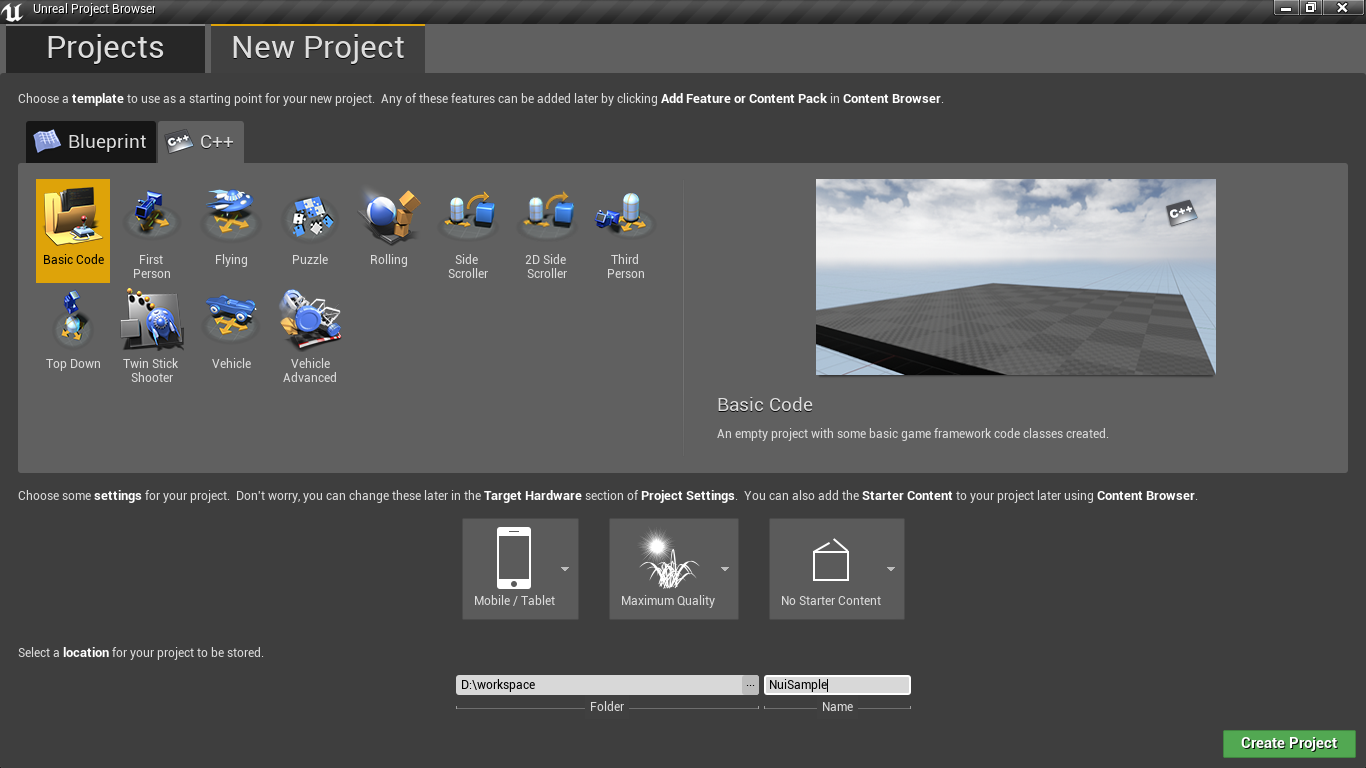 Unreal Project Browser
Projects
New Project
Choose a template to use as a starting point for your new project.  Any of these features can be added later by clicking Add Feature or Content Pack in Content Browser.
Blueprint
C++
C++
Basic Code
First
Person
Flying
Puzzle
Rolling
Side
Scroller
2D Side
Scroller
Third
Person
Top Down
Twin Stick
Shooter
Vehicle
Vehicle
Advanced
C++
Basic Code
An empty project with some basic game framework code classes created.
Choose some settings for your project.  Don't worry, you can change these later in the Target Hardware section of Project Settings.  You can also add the Starter Content to your project later using Content Browser.
Mobile / Tablet
Maximum Quality
No Starter Content
Select a location for your project to be stored.
D:\workspace
...
NuiSample
Folder
Name
Create Project